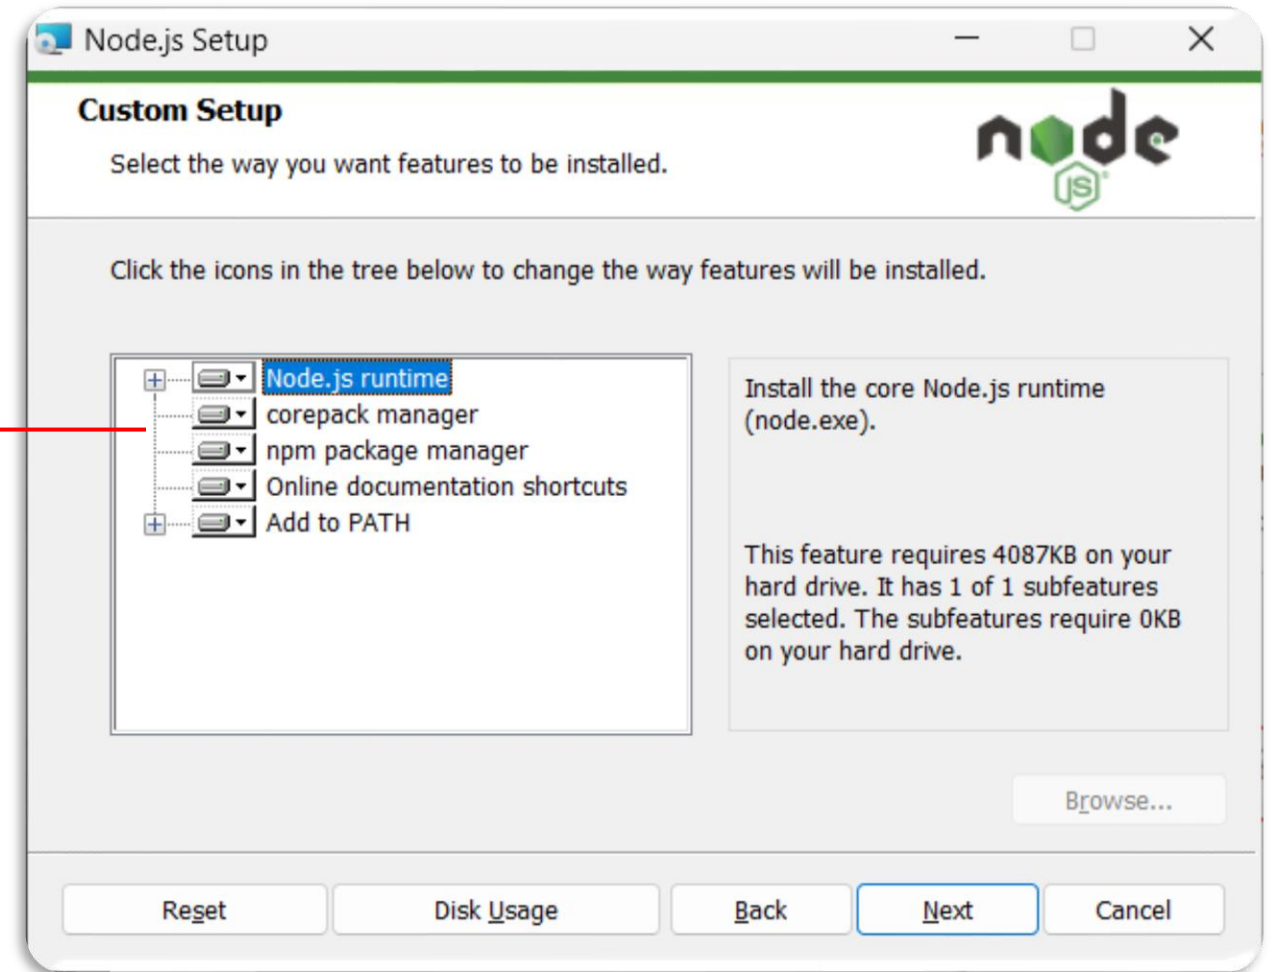 Node.js Setup
Custom Setup
Select the way you want features to be installed.
node
JS
Click the icons in the tree below to change the way features will be installed.
Node.js runtime
corepack manager
npm package manager
Online documentation shortcuts
Add to PATH
Install the core Node.js runtime
(node.exe).
This feature requires 4087KB on your
hard drive. It has 1 of 1 subfeatures
selected. The subfeatures require 0KB
on your hard drive.
Browse...
Reset
Disk Usage
Back
Next
Cancel